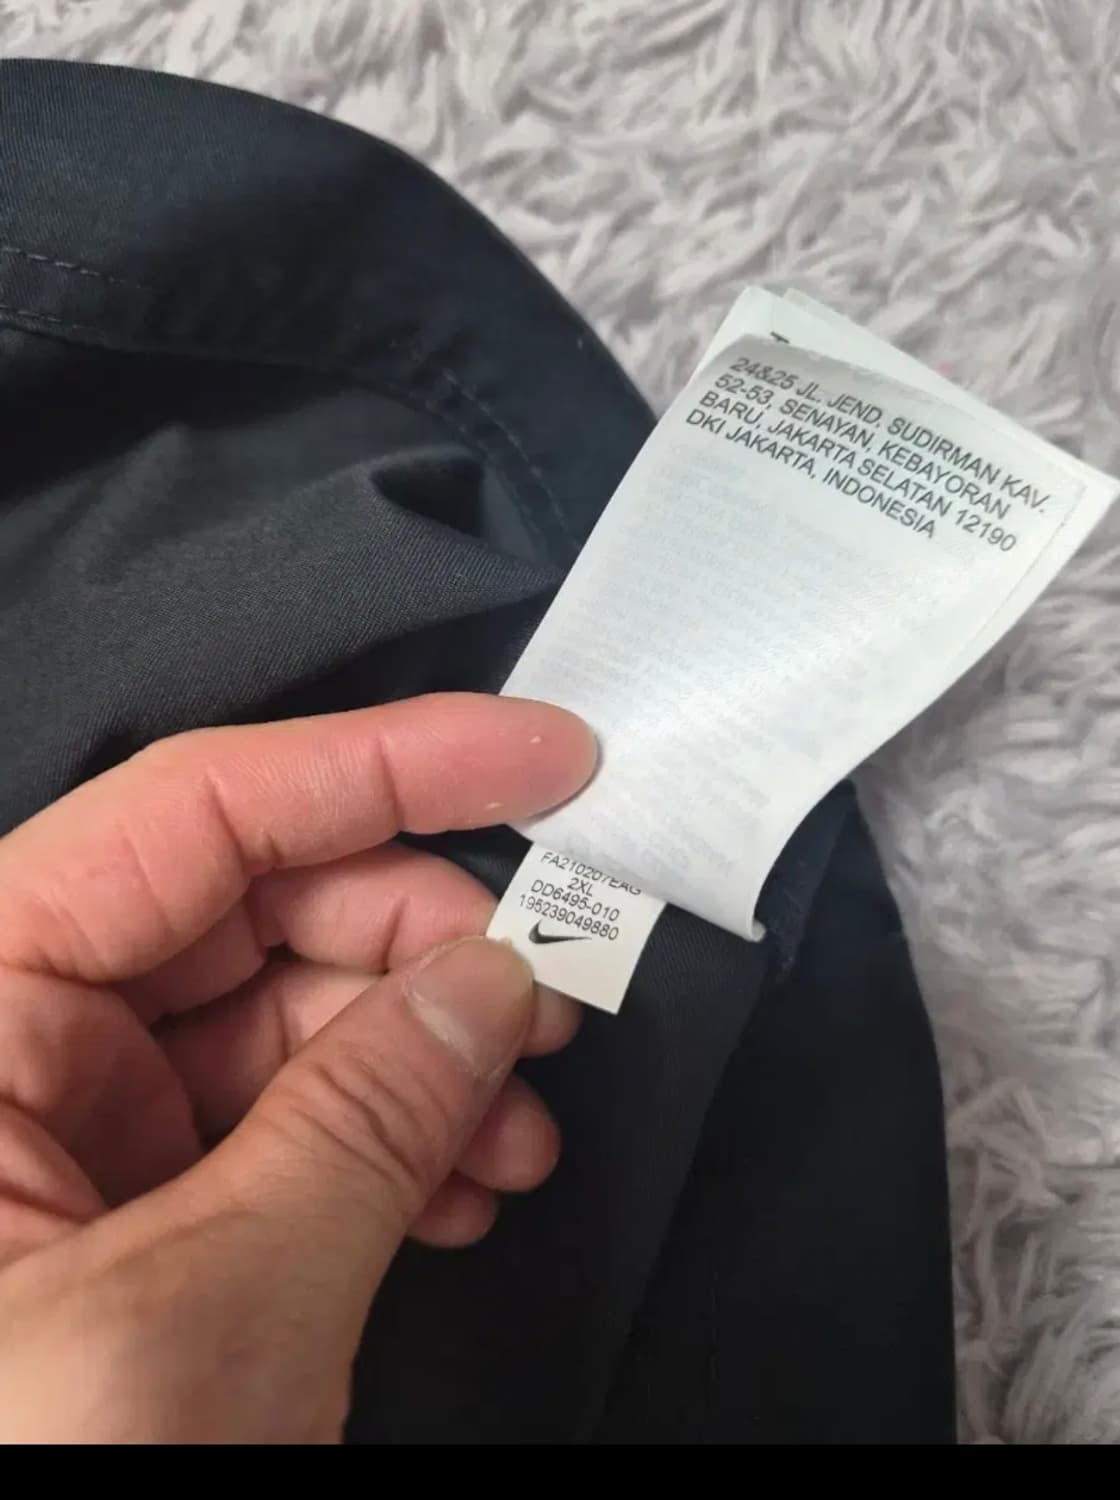 24&25 JL. JEND. SUDIRMAN KAV.
52-53, SENAYAN, KEBAYORAN
BARU, JAKARTA SELATAN 12190
DKI JAKARTA, INDONESIA
FA210207EAG
2XL
DD6495-010
195239049880